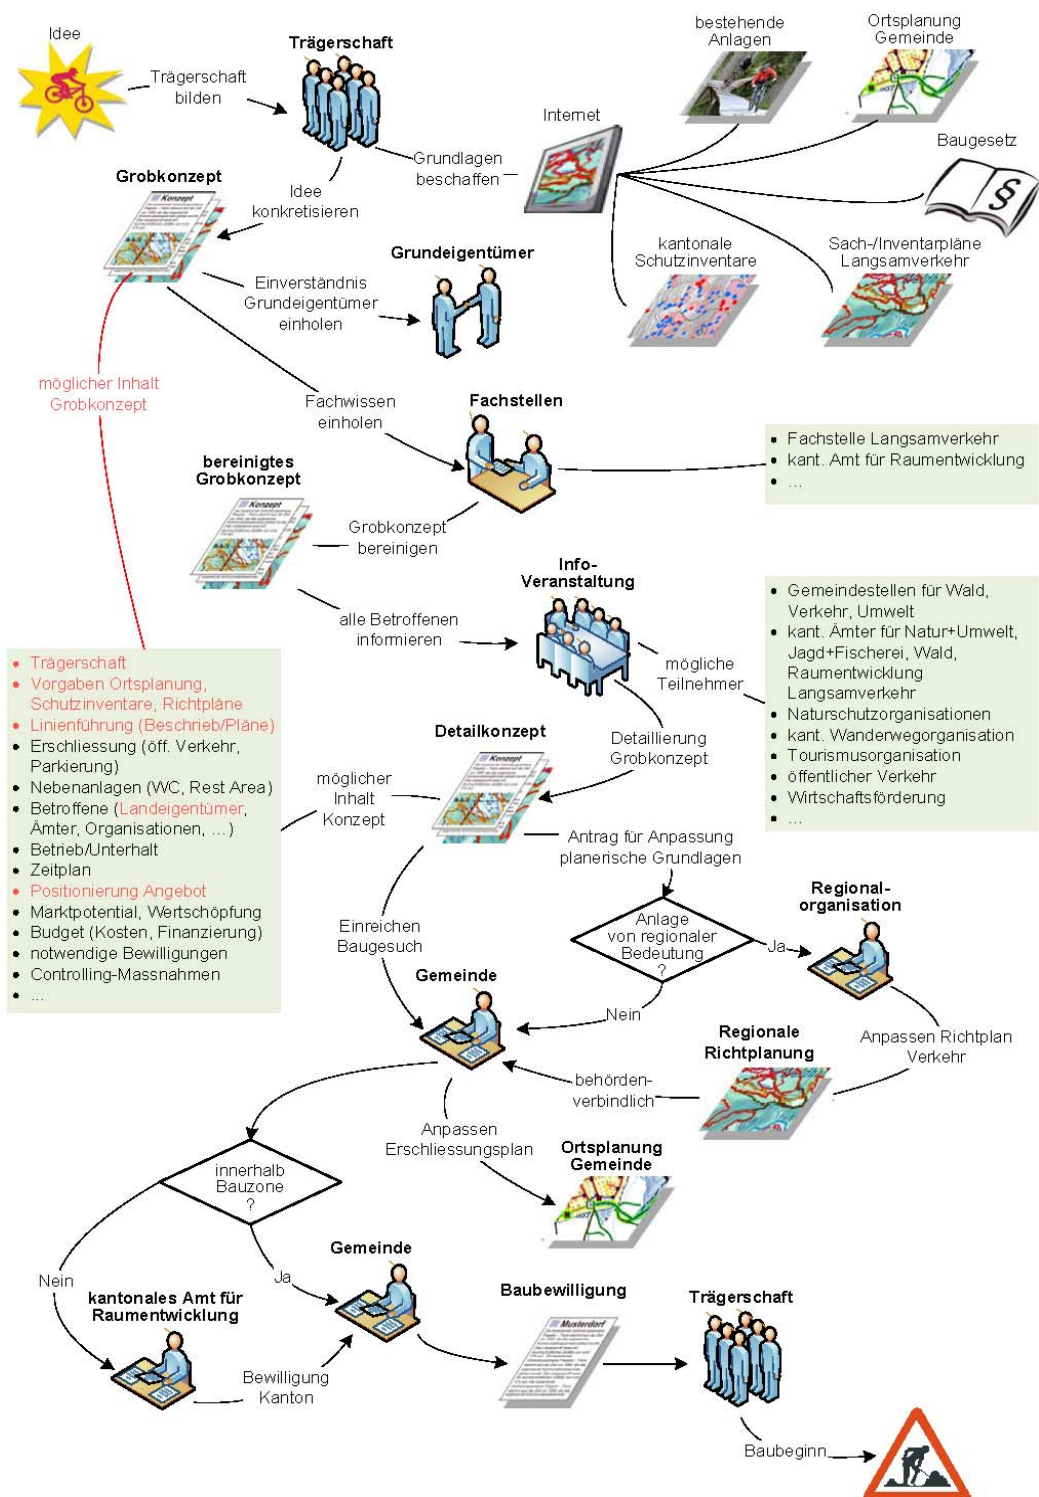 Idee
Trägerschaft
bilden
Trägerschaft
Grundlagen
beschaffen
Internet
bestehende
Anlagen
Ortsplanung
Gemeinde
Baugesetz
§
kantonale
Schutzinventare
Sach-/Inventarpläne
Langsamverkehr
Idee
konkretisieren
Grobkonzept
Konzept
Einverständnis
Grundeigentümer
einholen
Grundeigentümer
möglicher Inhalt
Grobkonzept
Fachwissen
einholen
Fachstellen
• Fachstelle Langsamverkehr
• kant. Amt für Raumentwicklung
• ...
bereinigtes
Grobkonzept
Konzept
Grobkonzept
bereinigen
alle Betroffenen
informieren
Info-
Veranstaltung
mögliche
Teilnehmer
• Gemeindestellen für Wald,
Verkehr, Umwelt
• kant. Ämter für Natur+Umwelt,
Jagd+Fischerei, Wald,
Raumentwicklung
Langsamverkehr
• Naturschutzorganisationen
• kant. Wanderwegorganisation
• Tourismusorganisation
• öffentlicher Verkehr
• Wirtschaftsförderung
• ...
• Trägerschaft
• Vorgaben Ortsplanung,
Schutzinventare, Richtpläne
• Linienführung (Beschrieb/Pläne)
• Erschliessung (öff. Verkehr,
Parkierung)
• Nebenanlagen (WC, Rest Area)
• Betroffene (Landeigentümer,
Ämter, Organisationen, ...)
• Betrieb/Unterhalt
• Zeitplan
• Positionierung Angebot
• Marktpotential, Wertschöpfung
• Budget (Kosten, Finanzierung)
• notwendige Bewilligungen
• Controlling-Massnahmen
• ...
Detaillierung
Grobkonzept
Detailkonzept
Konzept
möglicher
Inhalt
Konzept
Antrag für Anpassung
planerische Grundlagen
Einreichen
Baugesuch
Anlage
von regionaler
Bedeutung
?
Ja
Nein
Regional-
organisation
Anpassen Richtplan
Verkehr
Regionale
Richtplanung
behörden-
verbindlich
Gemeinde
Anpassen
Erschliessungsplan
Ortsplanung
Gemeinde
innerhalb
Bauzone
?
Nein
Ja
kantonales Amt für
Raumentwicklung
Bewilligung
Kanton
Gemeinde
Baubewilligung
Musterdorf
Trägerschaft
Baubeginn